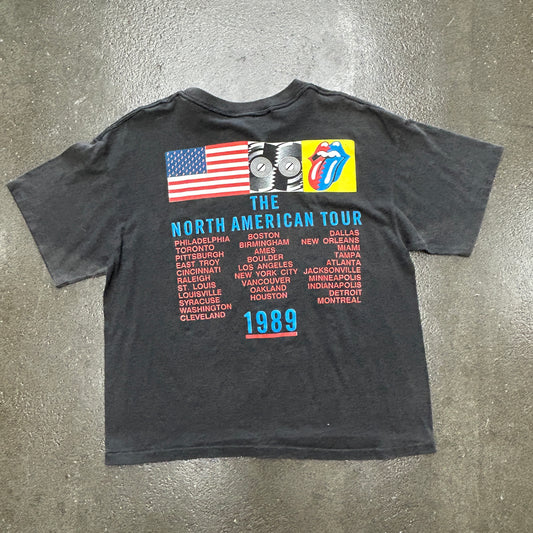 THE
NORTH AMERICAN TOUR
PHILADELPHIA
TORONTO
PITTSBURGH
EAST TROY
CINCINNATI
RALEIGH
ST. LOUIS
LOUISVILLE
SYRACUSE
WASHINGTON
CLEVELAND
BOSTON
BIRMINGHAM
AMES
BOULDER
LOS ANGELES
NEW YORK CITY
VANCOUVER
OAKLAND
HOUSTON
DALLAS
NEW ORLEANS
MIAMI
TAMPA
ATLANTA
JACKSONVILLE
MINNEAPOLIS
INDIANAPOLIS
DETROIT
MONTREAL
1989